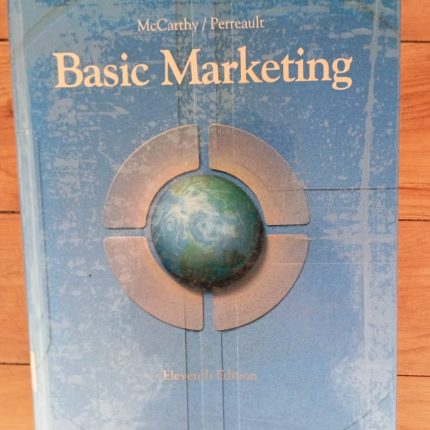 McCarthy / Perreault
Basic Marketing
Eleventh Edition